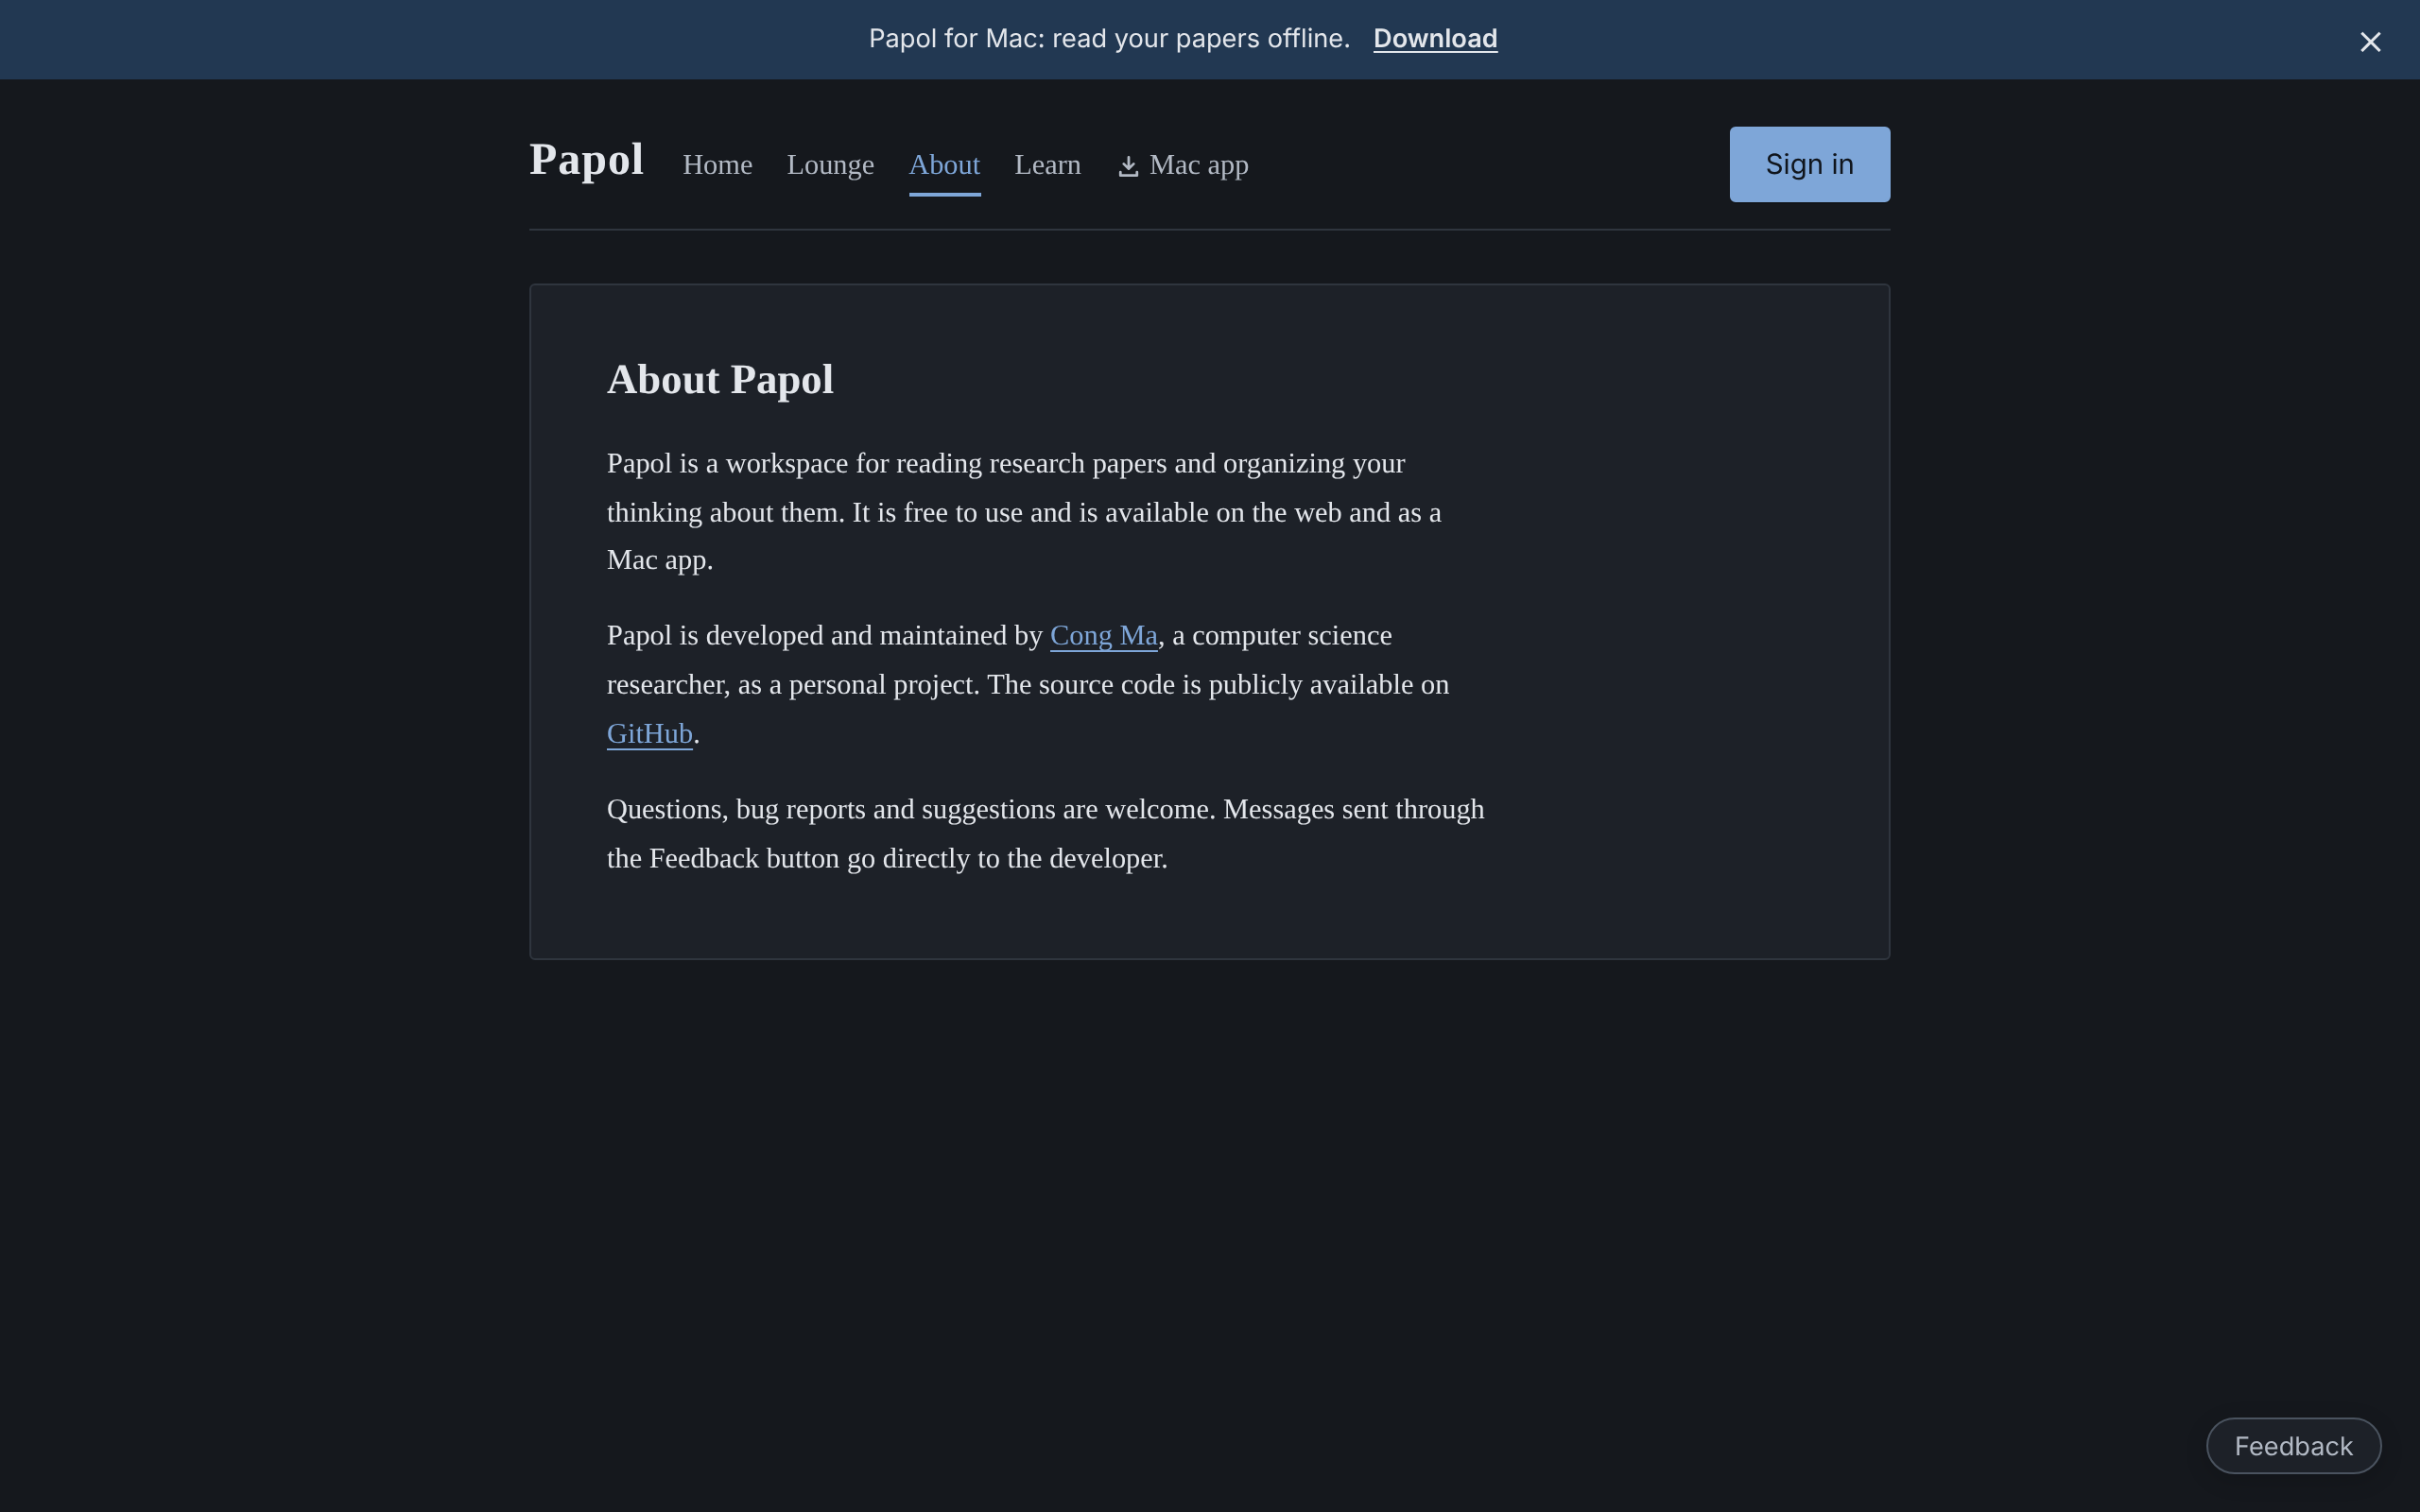 Papol for Mac: read your papers offline. Download
Papol Home Lounge About Learn Mac app Sign in
About Papol
Papol is a workspace for reading research papers and organizing your
thinking about them. It is free to use and is available on the web and as a
Mac app.
Papol is developed and maintained by Cong Ma, a computer science
researcher, as a personal project. The source code is publicly available on
GitHub.
Questions, bug reports and suggestions are welcome. Messages sent through
the Feedback button go directly to the developer.
Feedback